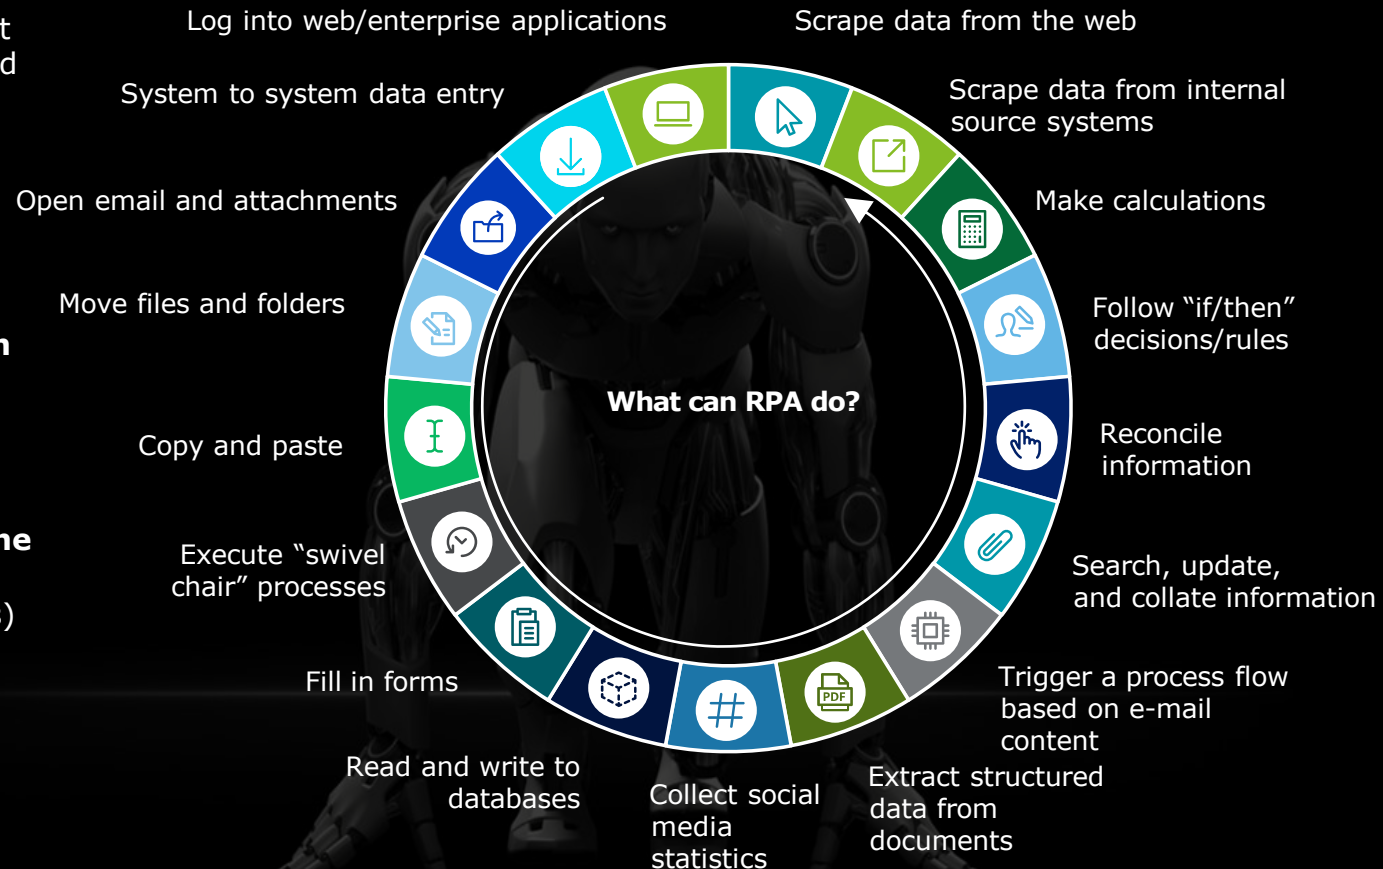 Log into web/enterprise applications
Scrape data from the web
System to system data entry
Scrape data from internal
source systems
Open email and attachments
Make calculations
Move files and folders
Follow “if/then”
decisions/rules
What can RPA do?
Copy and paste
Reconcile
information
Execute “swivel
chair” processes
Search, update,
and collate information
Fill in forms
Trigger a process flow
based on e-mail
content
PDF
Read and write to
databases
Extract structured
data from
documents
Collect social
media
statistics